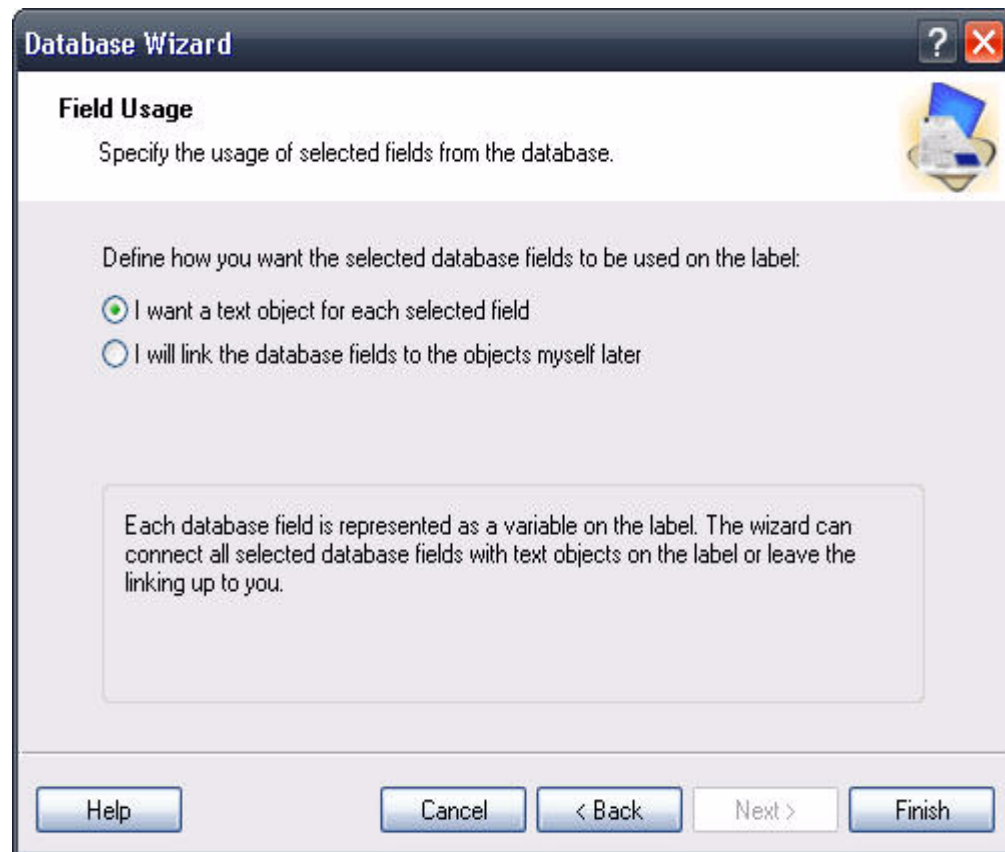 Database Wizard
?
Field Usage
Specify the usage of selected fields from the database.
Define how you want the selected database fields to be used on the label:
I want a text object for each selected field
I will link the database fields to the objects myself later
Each database field is represented as a variable on the label. The wizard can
connect all selected database fields with text objects on the label or leave the
linking up to you.
Help
Cancel
< Back
Next >
Finish